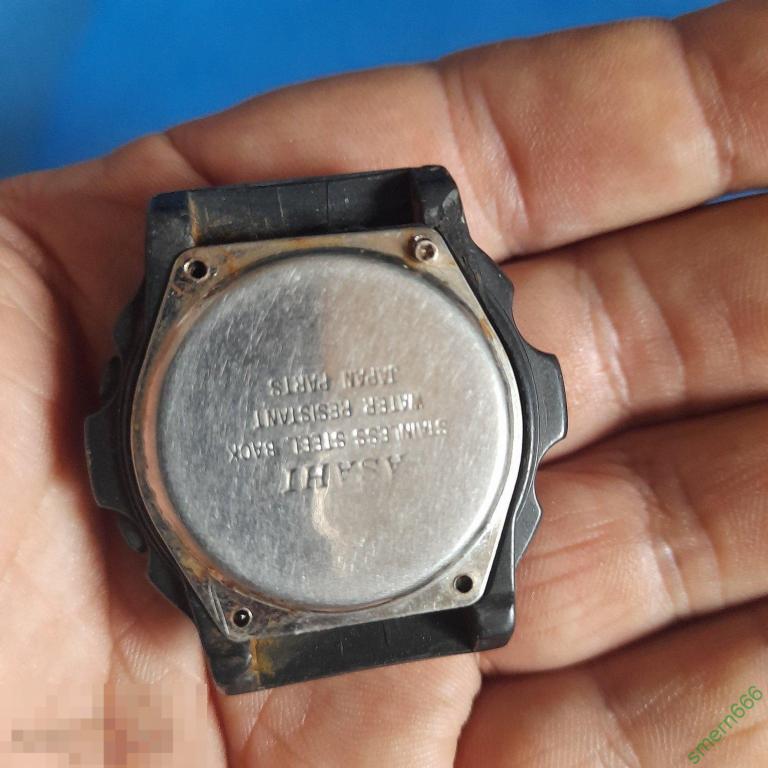 ASAHI
STAINLESS STEEL BACK
WATER RESISTANT
JAPAN PARTS
smern666